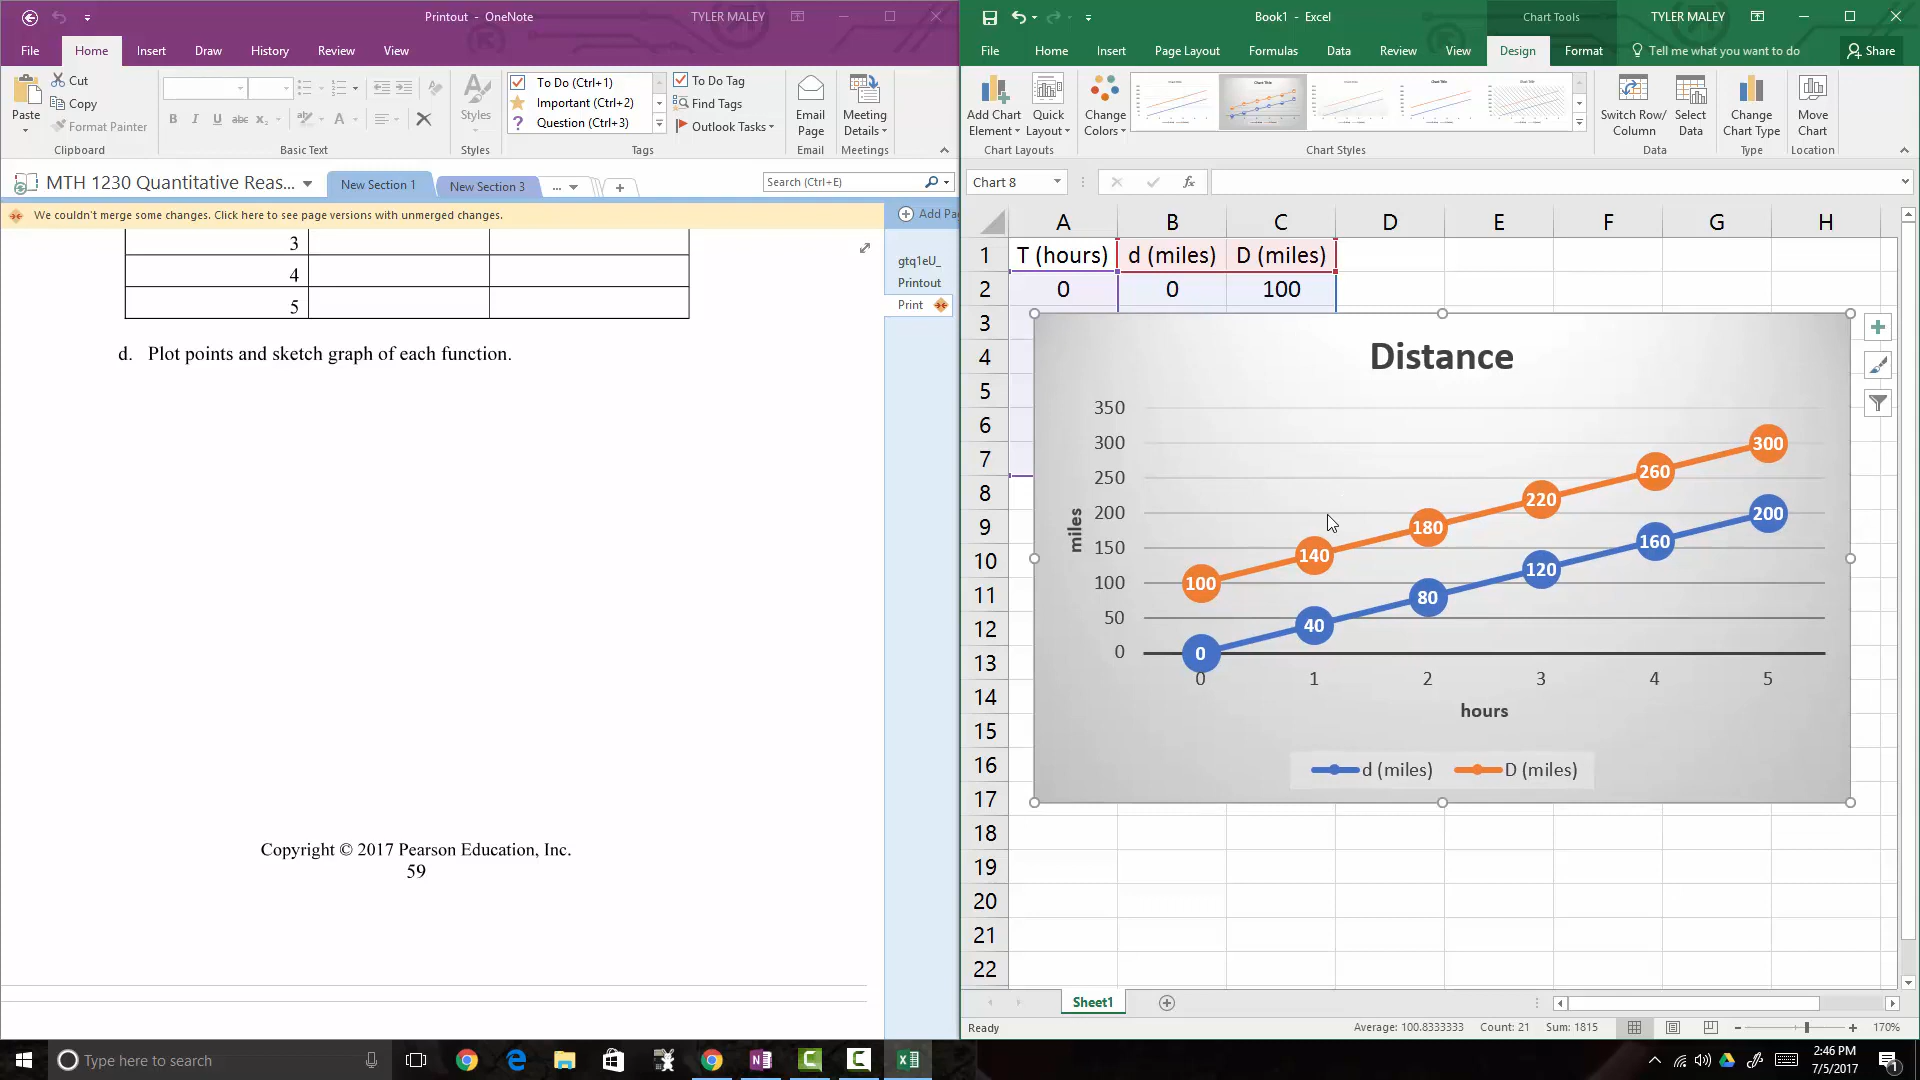 Printout - OneNote
TYLER MALEY
File
Home
Insert
Draw
History
Review
View
Paste
Cut
Copy
Format Painter
Clipboard
B
I
U
abc
Basic Text
Styles
Styles
To Do (Ctrl+1)
Important (Ctrl+2)
Question (Ctrl+3)
To Do Tag
Find Tags
Outlook Tasks
Tags
Email
Page
Email
Meeting
Details
Meetings
MTH 1230 Quantitative Reas...
New Section 1
New Section 3
...
Search (Ctrl+E)
We couldn't merge some changes. Click here to see page versions with unmerged changes.
Add Pa
gtq1eU_
Printout
Print
3
4
5
d. Plot points and sketch graph of each function.
Copyright © 2017 Pearson Education, Inc.
59
Book1 - Excel
Chart Tools
TYLER MALEY
File
Home
Insert
Page Layout
Formulas
Data
Review
View
Design
Format
Tell me what you want to do
Share
Add Chart
Element
Quick
Layout
Chart Layouts
Change
Colors
Chart Styles
Switch Row/
Column
Select
Data
Data
Change
Chart Type
Type
Move
Chart
Location
Chart 8
fx
A B C D E F G H
1 T (hours) d (miles) D (miles)
2 0 0 100
3
4
5
6
7
8
9
10
11
12
13
14
15
16
17
18
19
20
21
22
Distance
350
300
250
200
150
100
50
0
miles
100 140 180 220 260 300
0 40 80 120 160 200
0 1 2 3 4 5
hours
d (miles) D (miles)
Sheet1
Ready
Average: 100.8333333 Count: 21 Sum: 1815
170%
Type here to search
2:46 PM
7/5/2017
1